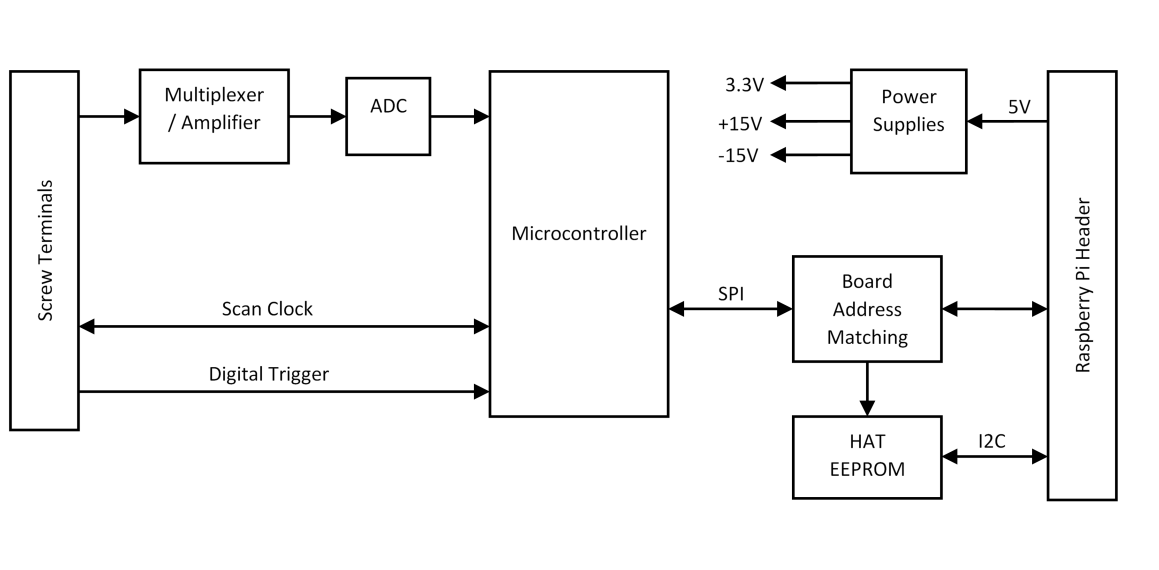 Screw Terminals
Multiplexer
/ Amplifier
ADC
Microcontroller
Scan Clock
Digital Trigger
3.3V
+15V
-15V
Power
Supplies
5V
SPI
Board
Address
Matching
HAT
EEPROM
I2C
Raspberry Pi Header